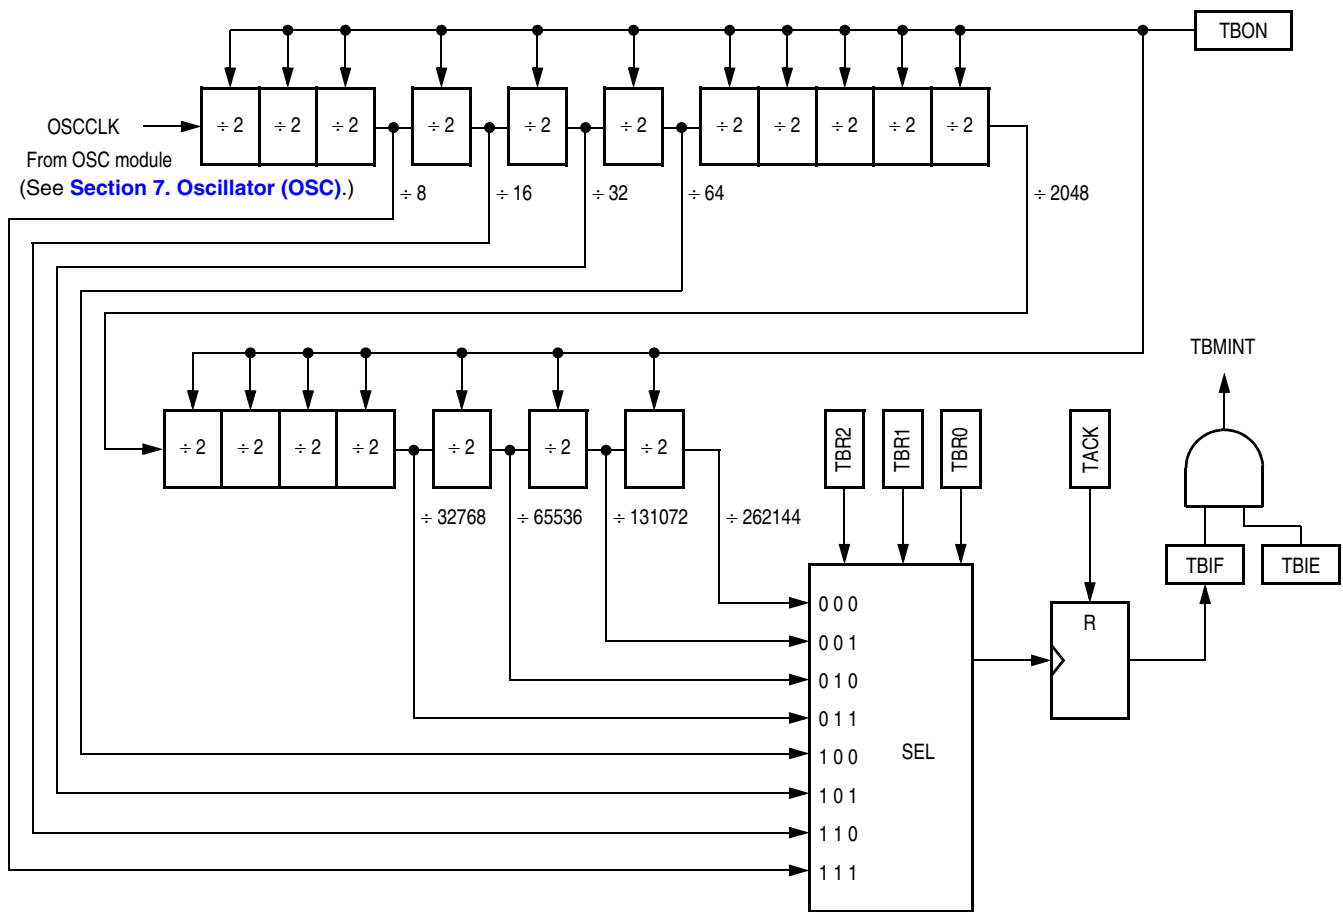 TBON
OSCCLK
÷ 2 ÷ 2 ÷ 2 ÷ 2 ÷ 2 ÷ 2 ÷ 2 ÷ 2 ÷ 2 ÷ 2 ÷ 2
From OSC module
(See Section 7. Oscillator (OSC).)
÷ 8 ÷ 16 ÷ 32 ÷ 64 ÷ 2048
TBMINT
÷ 2 ÷ 2 ÷ 2 ÷ 2 ÷ 2 ÷ 2 ÷ 2
TBR2 TBR1 TBR0 TACK
÷ 32768 ÷ 65536 ÷ 131072 ÷ 262144
TBIF TBIE
0 0 0
R
0 0 1
0 1 0
0 1 1
1 0 0
SEL
1 0 1
1 1 0
1 1 1